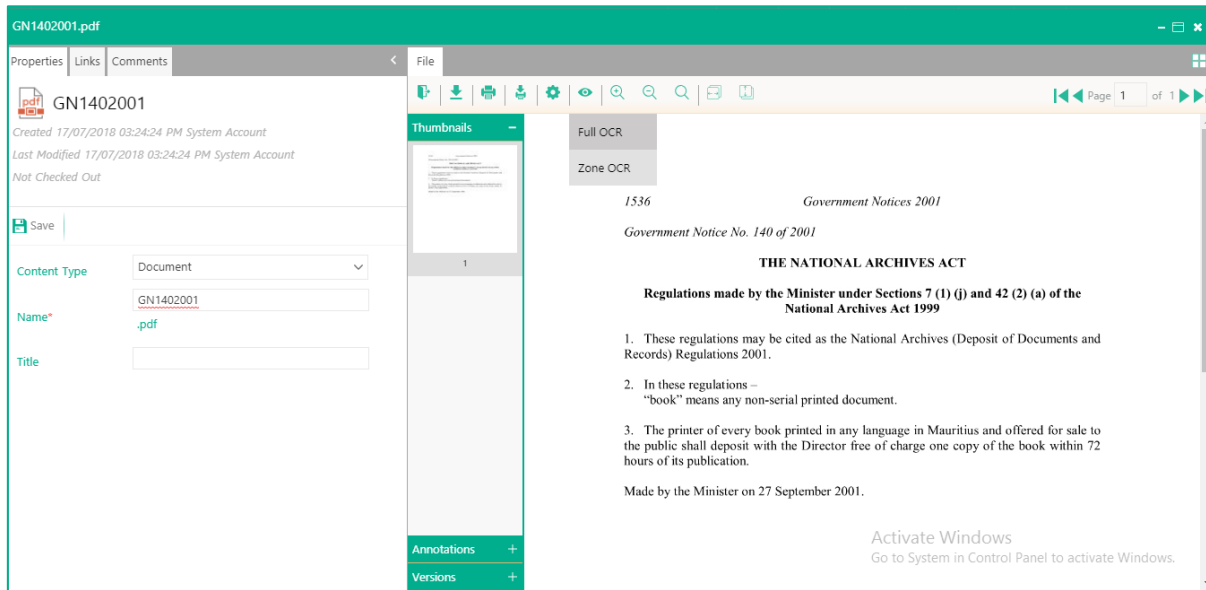 GN1402001.pdf
Properties
Links
Comments
pdf
GN1402001
Created 17/07/2018 03:24:24 PM System Account
Last Modified 17/07/2018 03:24:24 PM System Account
Not Checked Out
Save
Content Type
Document
Name*
GN1402001
.pdf
Title
File
Page 1 of 1
Thumbnails
1
Annotations
Versions
Full OCR
Zone OCR
1536 Government Notices 2001
Government Notice No. 140 of 2001
THE NATIONAL ARCHIVES ACT
Regulations made by the Minister under Sections 7 (1) (j) and 42 (2) (a) of the
National Archives Act 1999
1. These regulations may be cited as the National Archives (Deposit of Documents and
Records) Regulations 2001.
2. In these regulations –
“book” means any non-serial printed document.
3. The printer of every book printed in any language in Mauritius and offered for sale to
the public shall deposit with the Director free of charge one copy of the book within 72
hours of its publication.
Made by the Minister on 27 September 2001.
Activate Windows
Go to System in Control Panel to activate Windows.